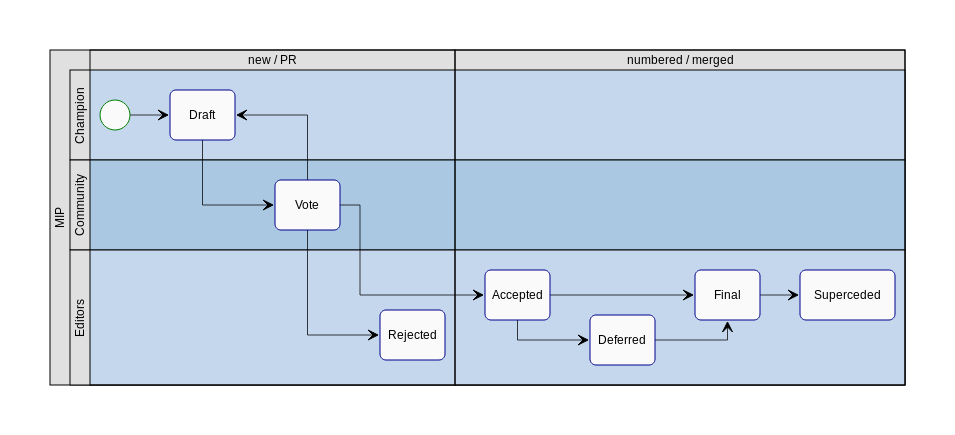 new / PR
numbered / merged
MIP
Champion
Draft
Community
Vote
Editors
Accepted
Final
Superceded
Rejected
Deferred